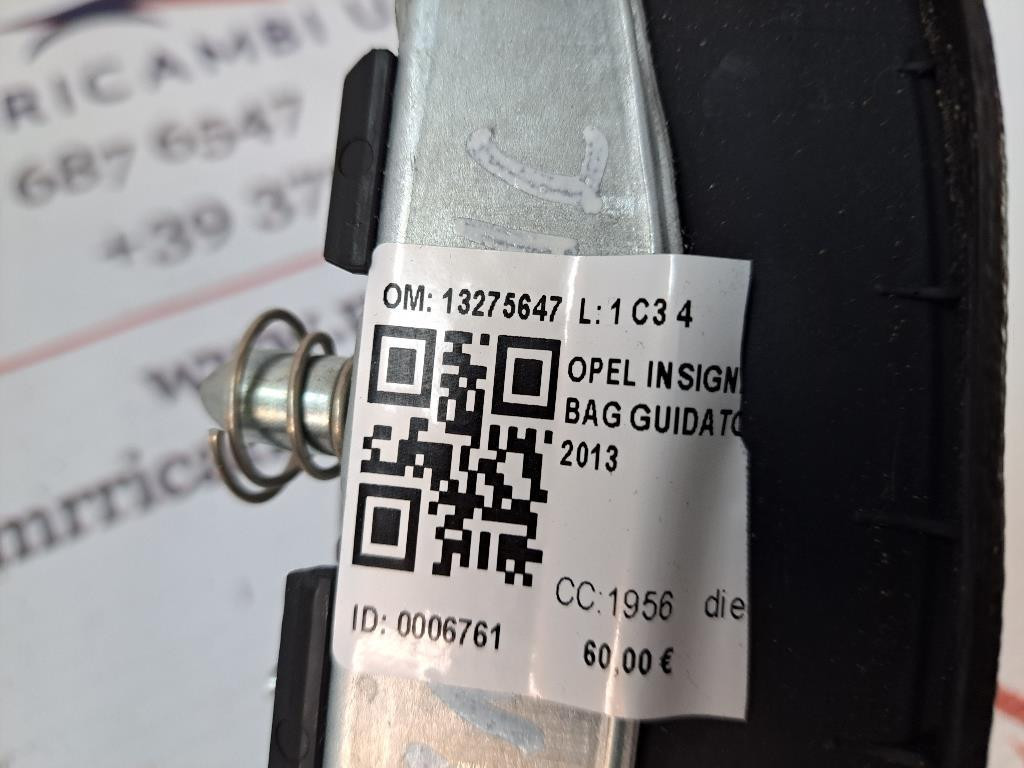 RICAMBI U
687 6547
+39 37
OM: 13275647 L: 1 C3 4
OPEL INSIGN
BAG GUIDATO
2013
CC:1956 die
60,00 €
ID: 0006761
mrrica